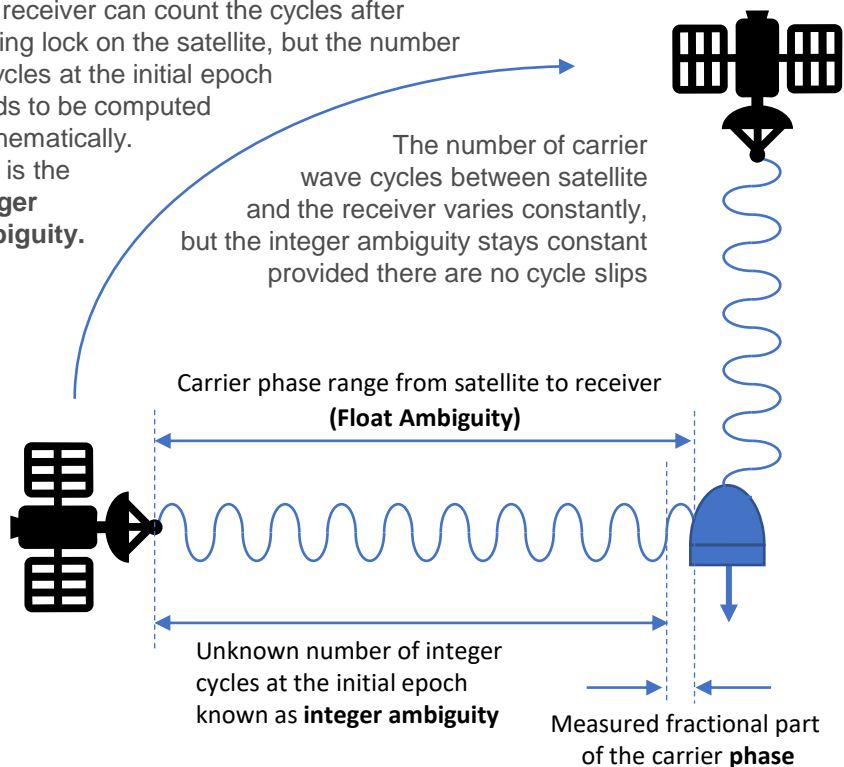 receiver can count the cycles after
ing lock on the satellite, but the number
ycles at the initial epoch
ds to be computed
hematically.
is the
ger
biguity.
The number of carrier
wave cycles between satellite
and the receiver varies constantly,
but the integer ambiguity stays constant
provided there are no cycle slips
Carrier phase range from satellite to receiver
(Float Ambiguity)
Unknown number of integer
cycles at the initial epoch
known as integer ambiguity
Measured fractional part
of the carrier phase